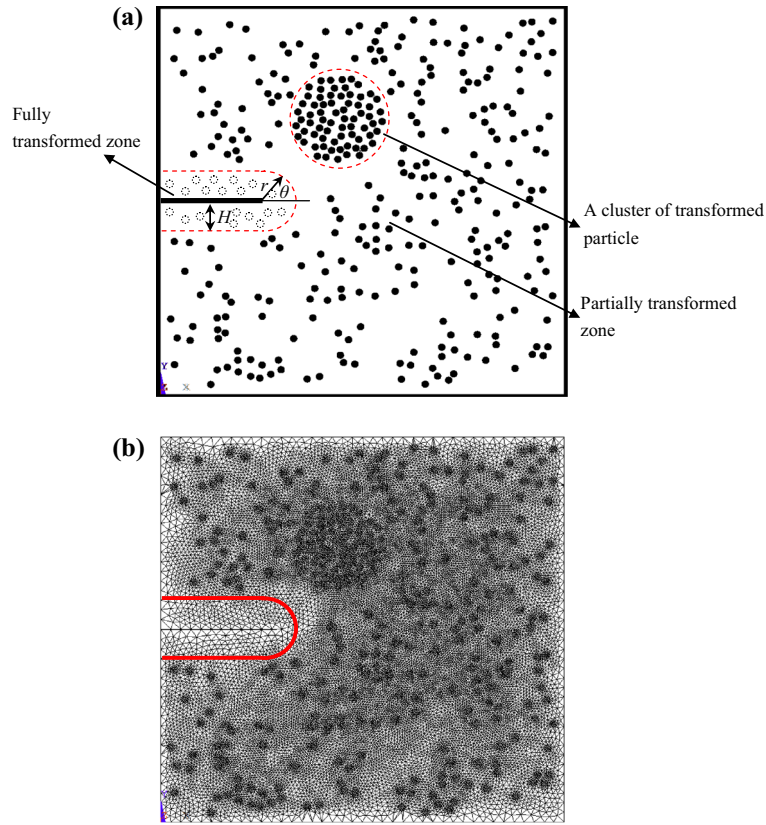 (a)
Fully
transformed zone
r
θ
H
A cluster of transformed
particle
Partially transformed
zone
Y
X
(b)